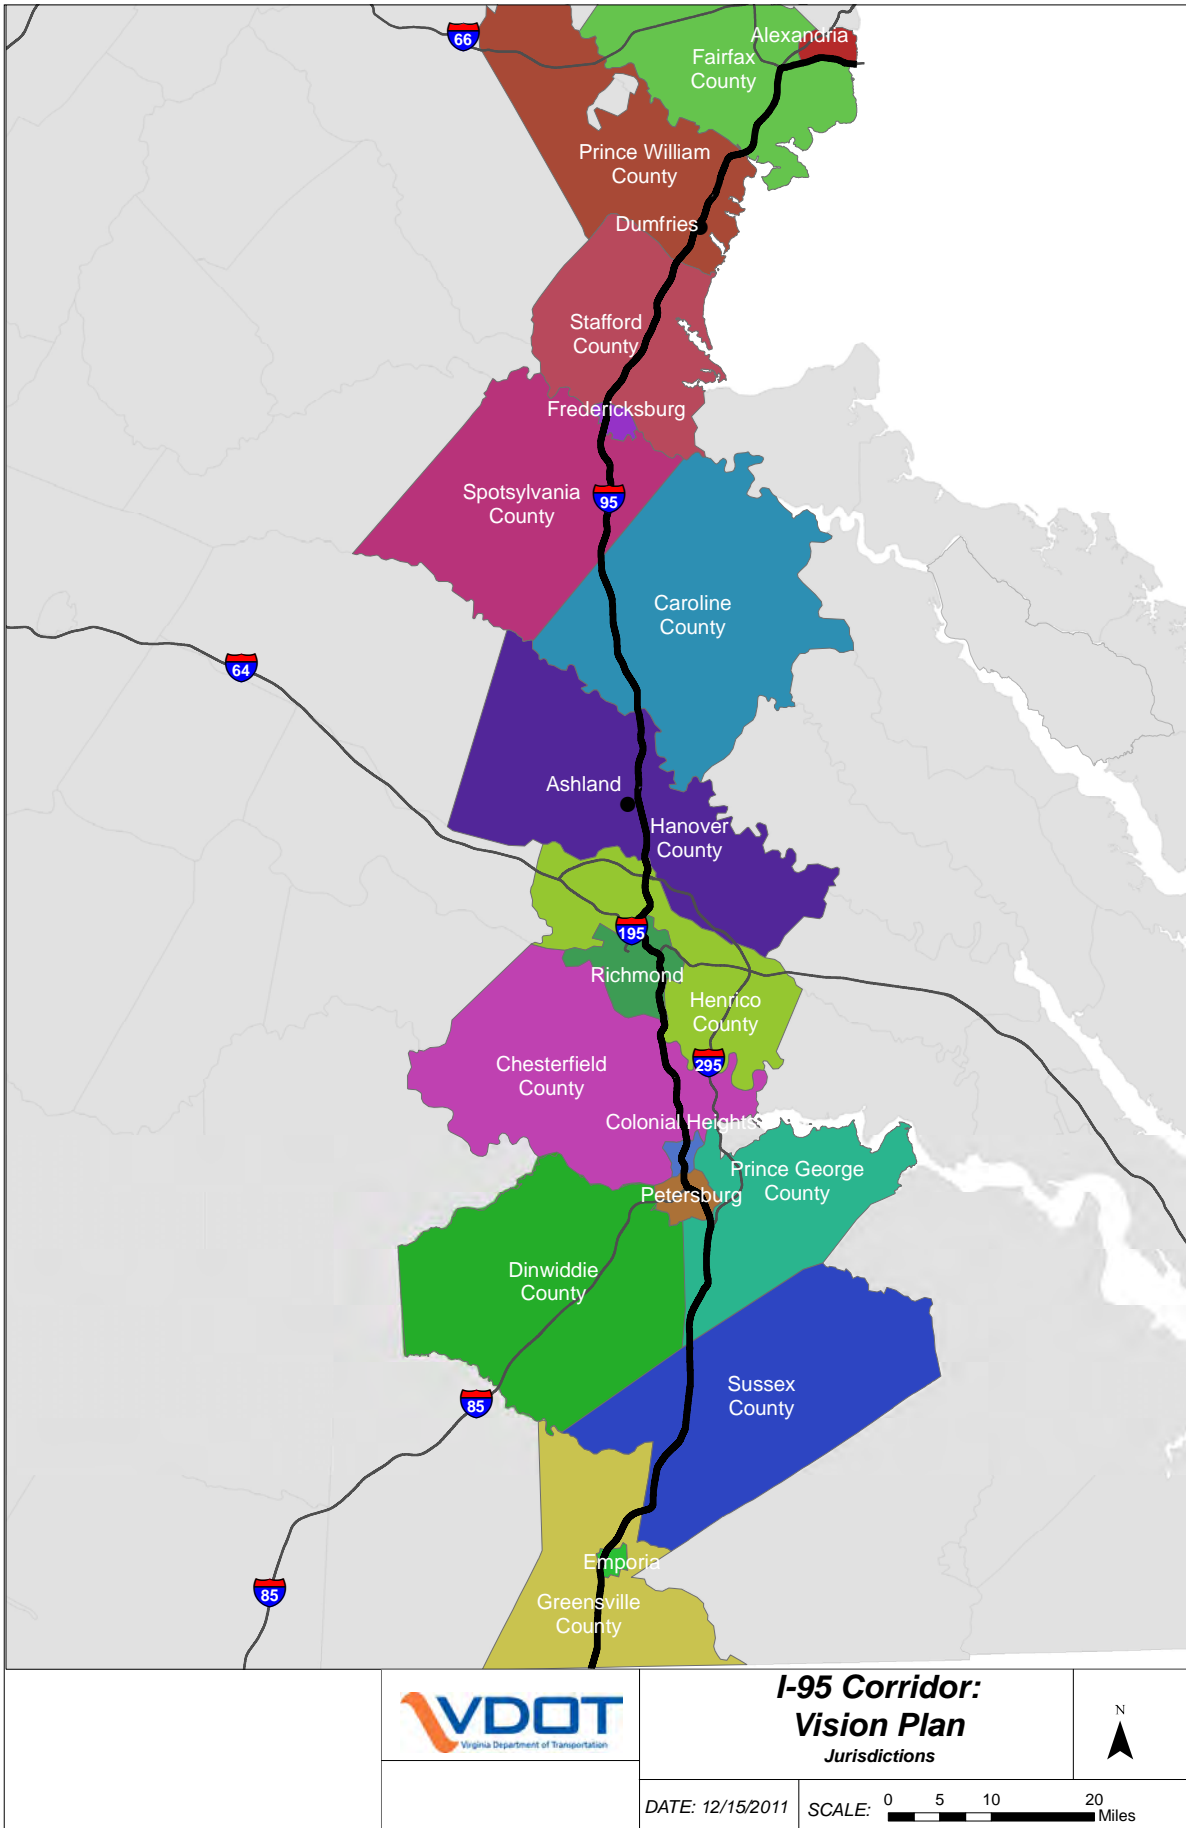 66
Alexandria
Fairfax
County
Prince William
County
Dumfries
Stafford
County
Fredericksburg
Spotsylvania
County
95
Caroline
County
64
Ashland
Hanover
County
195
Richmond
Henrico
County
Chesterfield
County
295
Colonial Heights
Prince George
County
Petersburg
Dinwiddie
County
Sussex
County
85
Emporia
85
Greensville
County
VDOT
Virginia Department of Transportation
I-95 Corridor:
Vision Plan
Jurisdictions
N
DATE: 12/15/2011
SCALE:
0 5 10 20
Miles